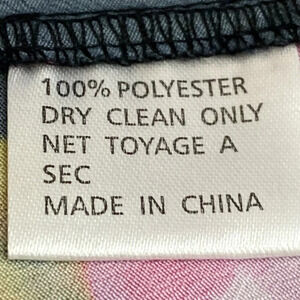 100% POLYESTER
DRY CLEAN ONLY
NET TOYAGE A
SEC
MADE IN CHINA